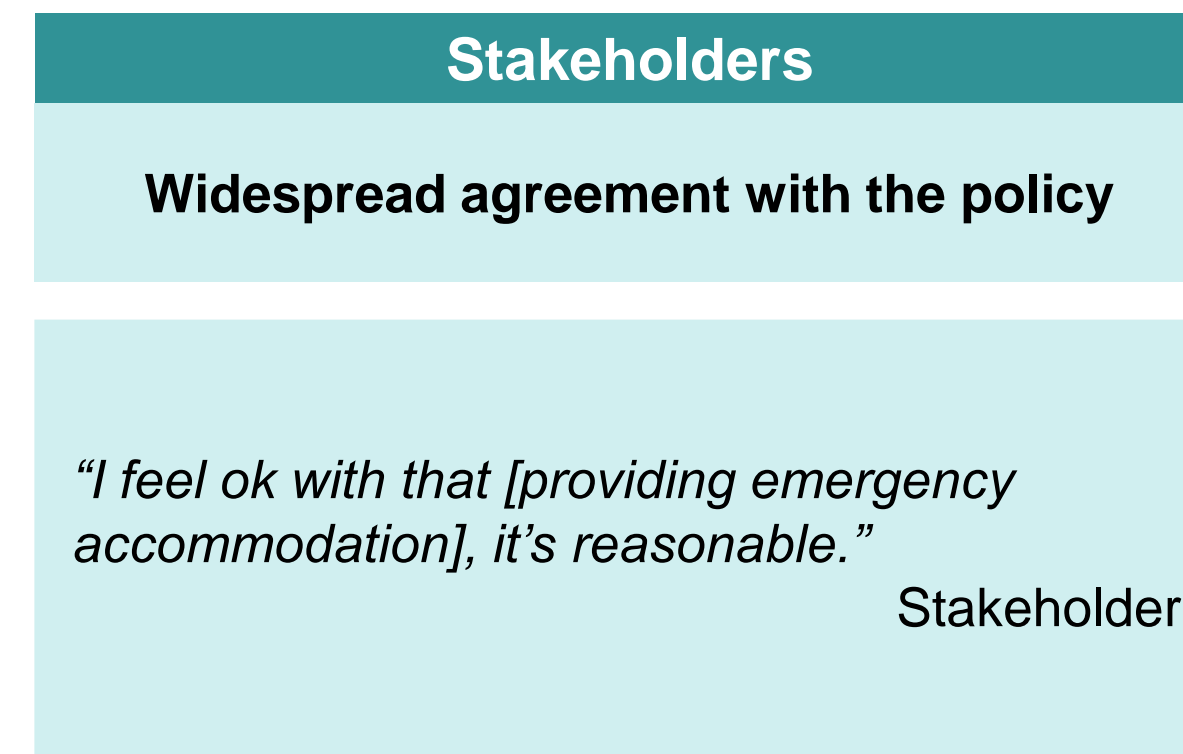 Stakeholders
Widespread agreement with the policy
“I feel ok with that [providing emergency
accommodation], it’s reasonable.”
Stakeholder